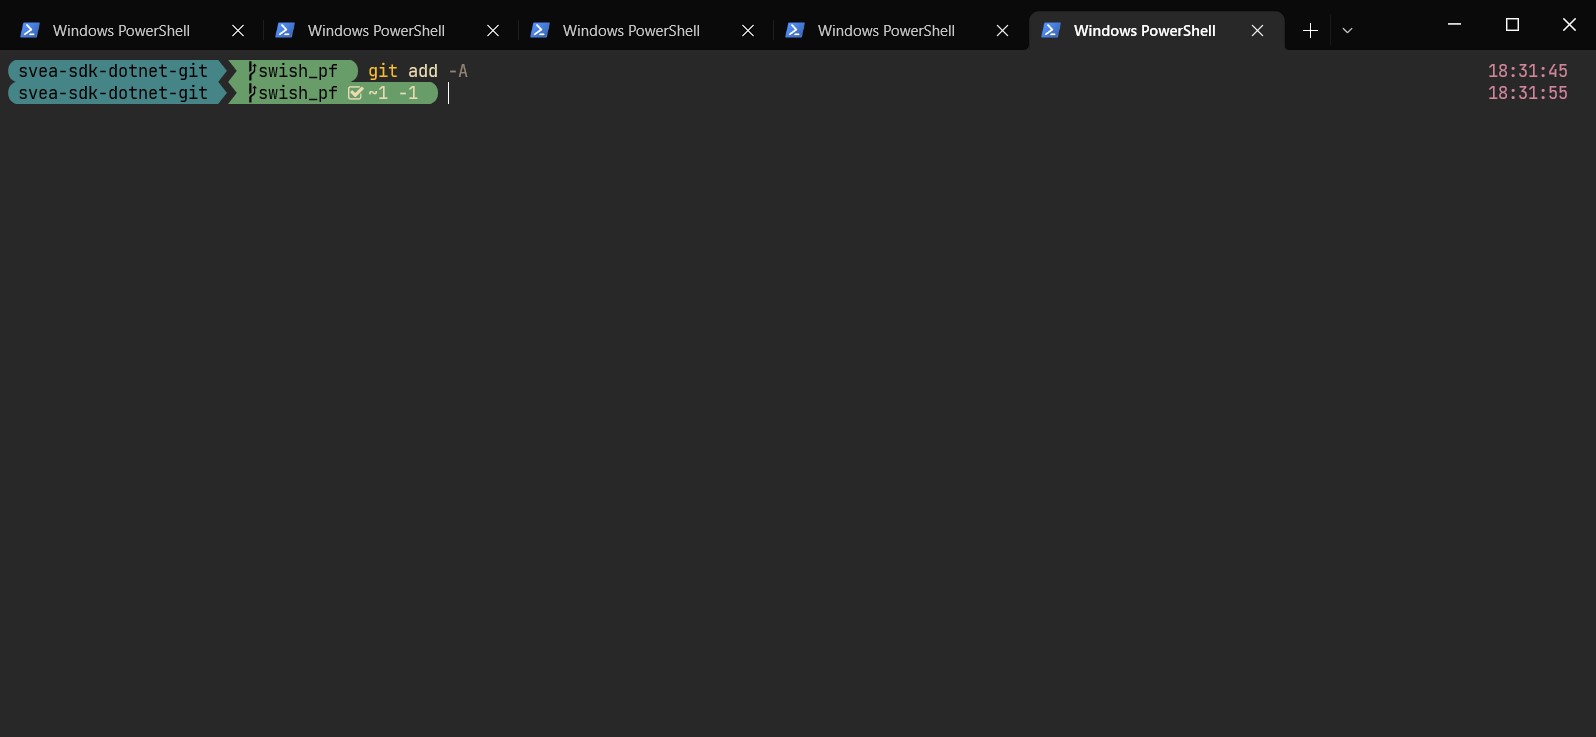 Windows PowerShell Windows PowerShell Windows PowerShell Windows PowerShell Windows PowerShell
svea-sdk-dotnet-git swish_pf git add -A 18:31:45
svea-sdk-dotnet-git swish_pf ~1 -1 18:31:55